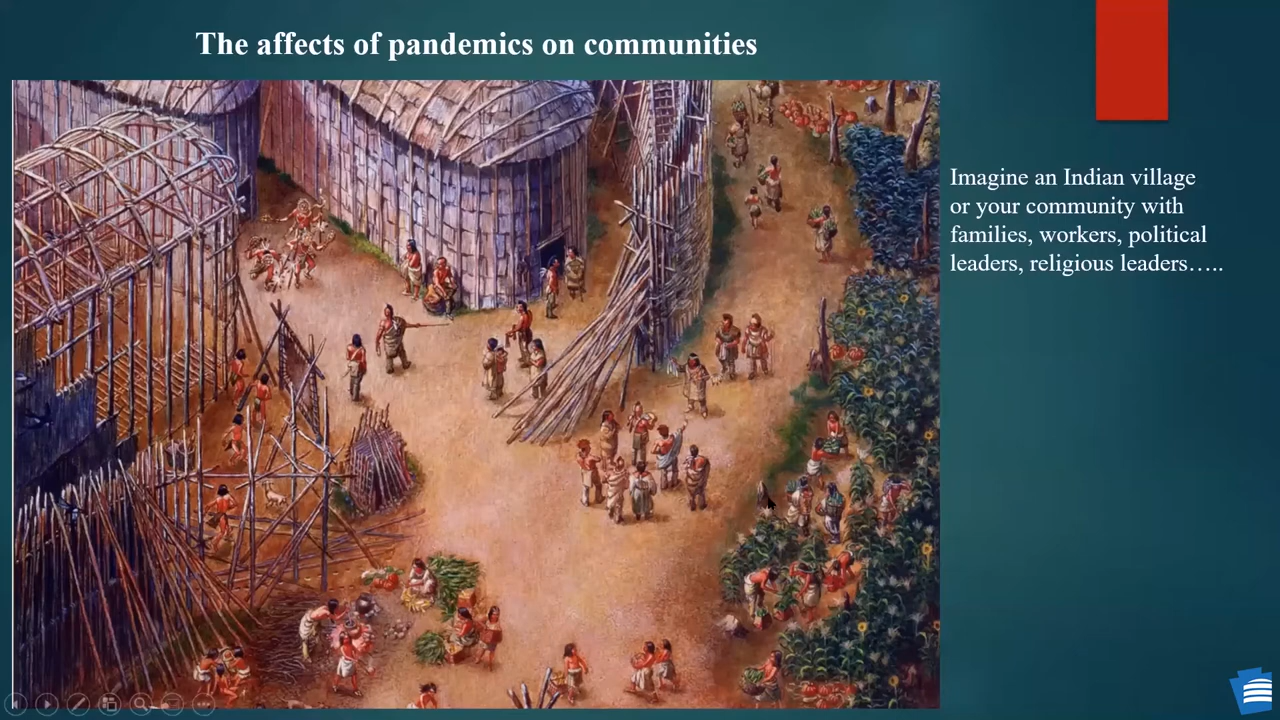 The affects of pandemics on communities
Imagine an Indian village
or your community with
families, workers, political
leaders, religious leaders…..